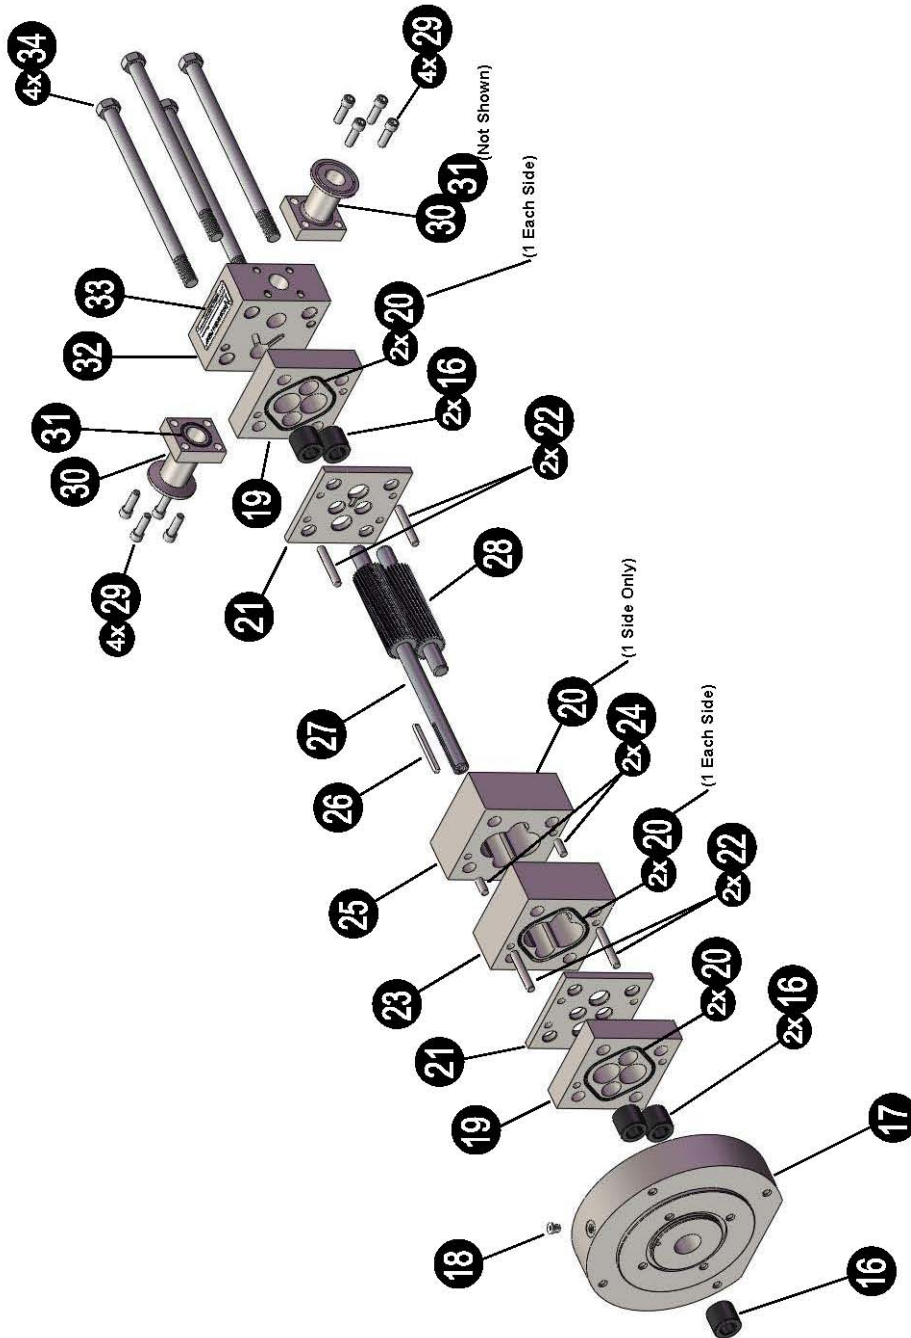 4x 34
4x 29
30 31 (Not Shown)
33
32
2x 20 (1 Each Side)
31
30
2x 16
19
2x 22
21
4x 29
28
27
20 (1 Side Only)
26
2x 24
25
2x 20 (1 Each Side)
2x 22
23
2x 20
21
2x 16
19
17
18
16